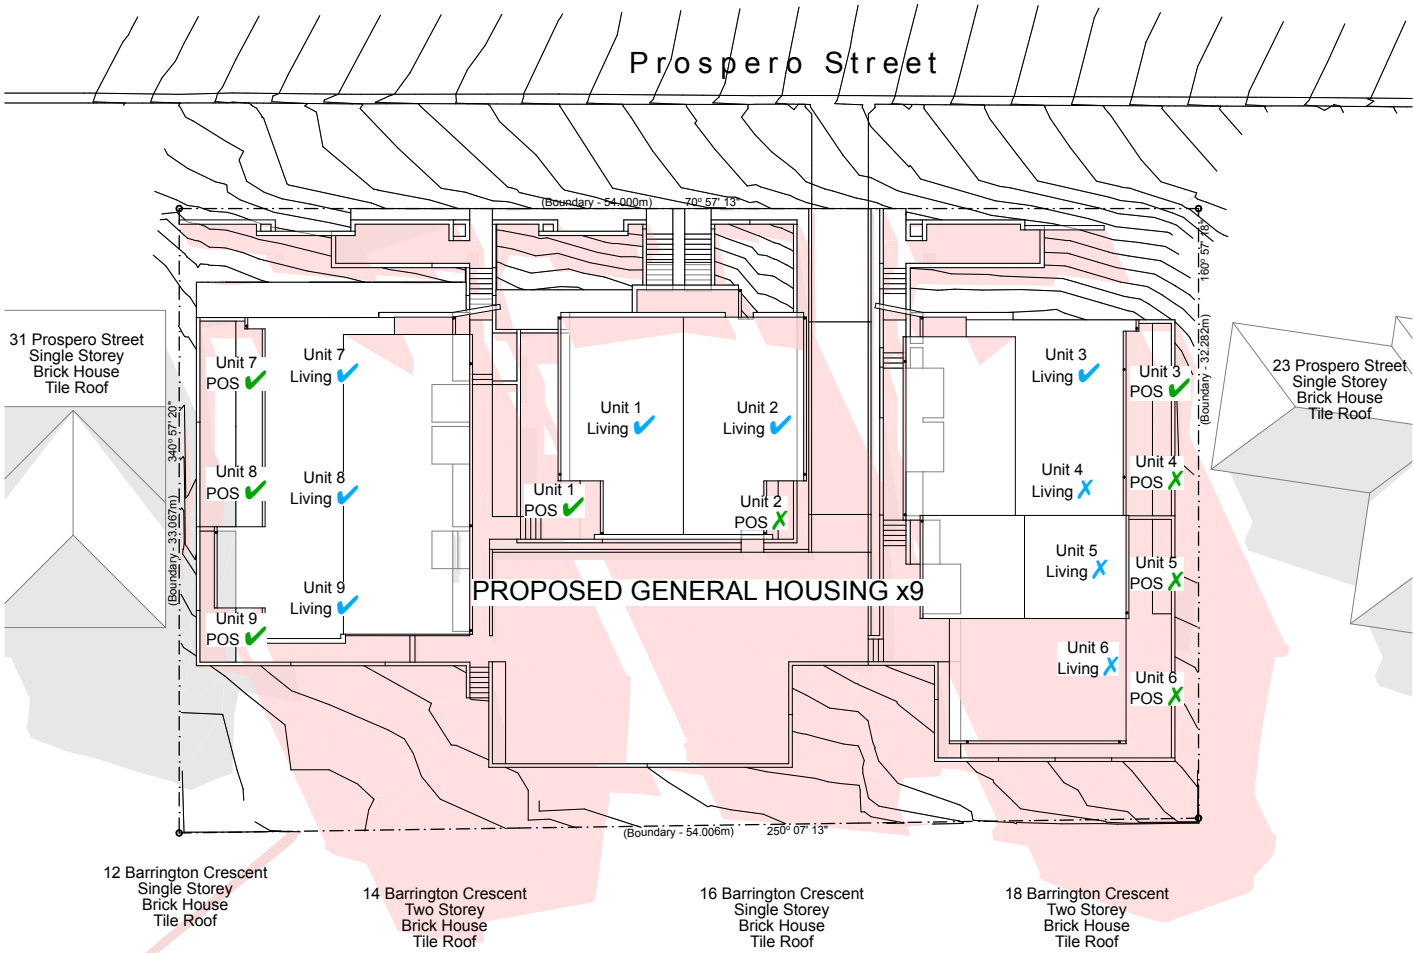 Prospero Street
(Boundary - 54.000m) 70° 57' 13"
160° 57' 18"
(Boundary - 32.282m)
31 Prospero Street
Single Storey
Brick House
Tile Roof
23 Prospero Street
Single Storey
Brick House
Tile Roof
340° 57' 20"
(Boundary - 33.067m)
Unit 7
POS ✔
Unit 7
Living ✔
Unit 3
Living ✔
Unit 3
POS ✔
Unit 1
Living ✔
Unit 2
Living ✔
Unit 8
POS ✔
Unit 8
Living ✔
Unit 4
Living ✗
Unit 4
POS ✗
Unit 1
POS ✔
Unit 2
POS ✗
Unit 5
Living ✗
Unit 5
POS ✗
PROPOSED GENERAL HOUSING x9
Unit 9
Living ✔
Unit 9
POS ✔
Unit 6
Living ✗
Unit 6
POS ✗
(Boundary - 54.006m) 250° 07' 13"
12 Barrington Crescent
Single Storey
Brick House
Tile Roof
14 Barrington Crescent
Two Storey
Brick House
Tile Roof
16 Barrington Crescent
Single Storey
Brick House
Tile Roof
18 Barrington Crescent
Two Storey
Brick House
Tile Roof